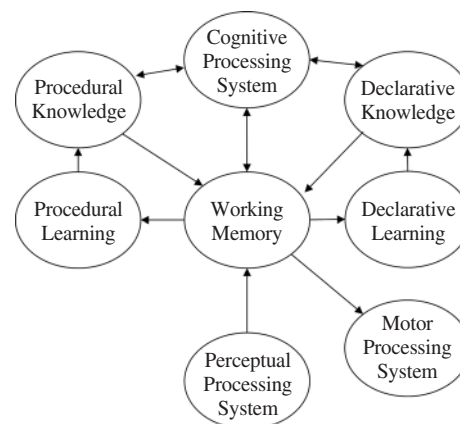 Cognitive
Processing
System
Procedural
Knowledge
Declarative
Knowledge
Procedural
Learning
Working
Memory
Declarative
Learning
Motor
Processing
System
Perceptual
Processing
System